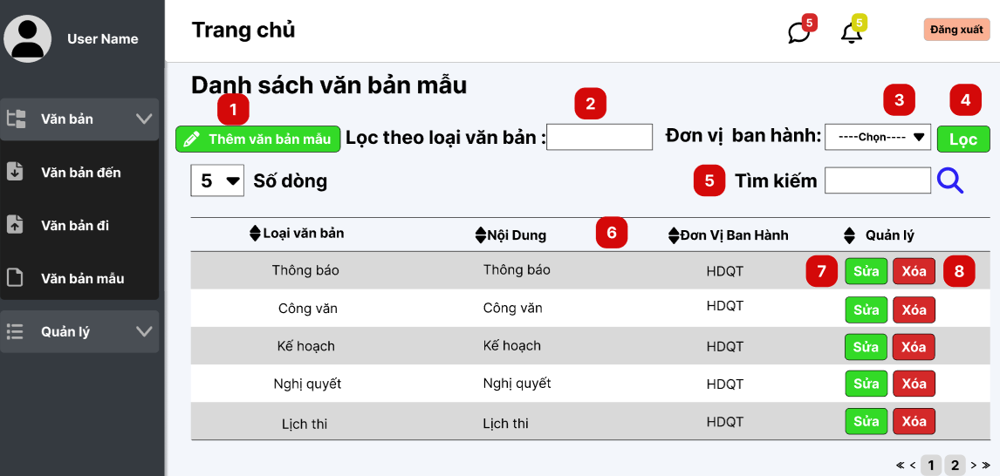 User Name
Trang chủ
5
5
Đăng xuất
Văn bản
Văn bản đến
Văn bản đi
Văn bản mẫu
Quản lý
Danh sách văn bản mẫu
1
2
3
4
Thêm văn bản mẫu Lọc theo loại văn bản : Đơn vị ban hành: ----Chọn---- Lọc
5 Số dòng 5 Tìm kiếm
Loại văn bản Nội Dung 6 Đơn Vị Ban Hành Quản lý
Thông báo Thông báo HDQT 7 Sửa Xóa 8
Công văn Công văn HDQT Sửa Xóa
Kế hoạch Kế hoạch HDQT Sửa Xóa
Nghị quyết Nghị quyết HDQT Sửa Xóa
Lịch thi Lịch thi HDQT Sửa Xóa
« < 1 2 > »